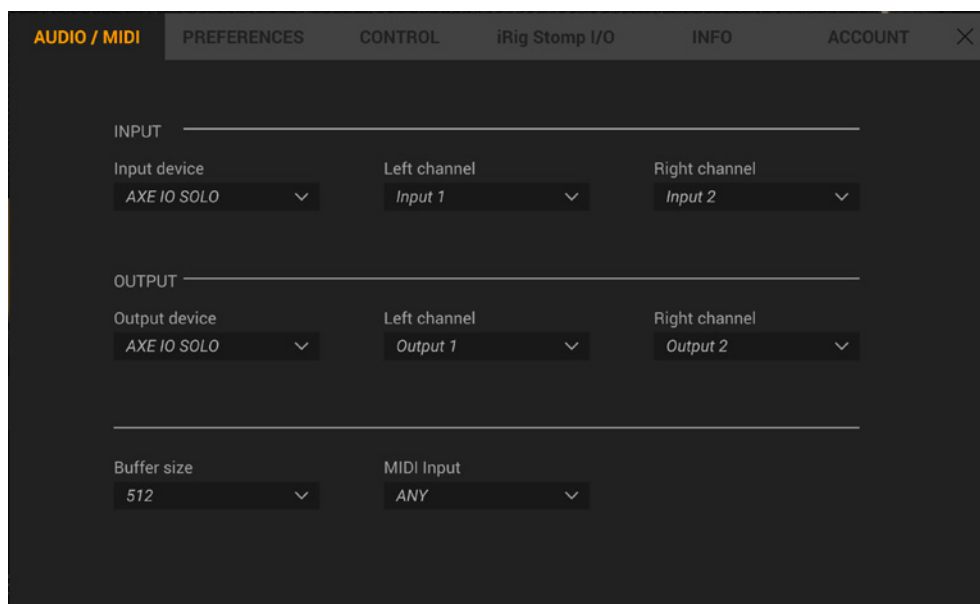 AUDIO / MIDI PREFERENCES CONTROL iRig Stomp I/O INFO ACCOUNT
INPUT
Input device Left channel Right channel
AXE IO SOLO Input 1 Input 2
OUTPUT
Output device Left channel Right channel
AXE IO SOLO Output 1 Output 2
Buffer size MIDI Input
512 ANY